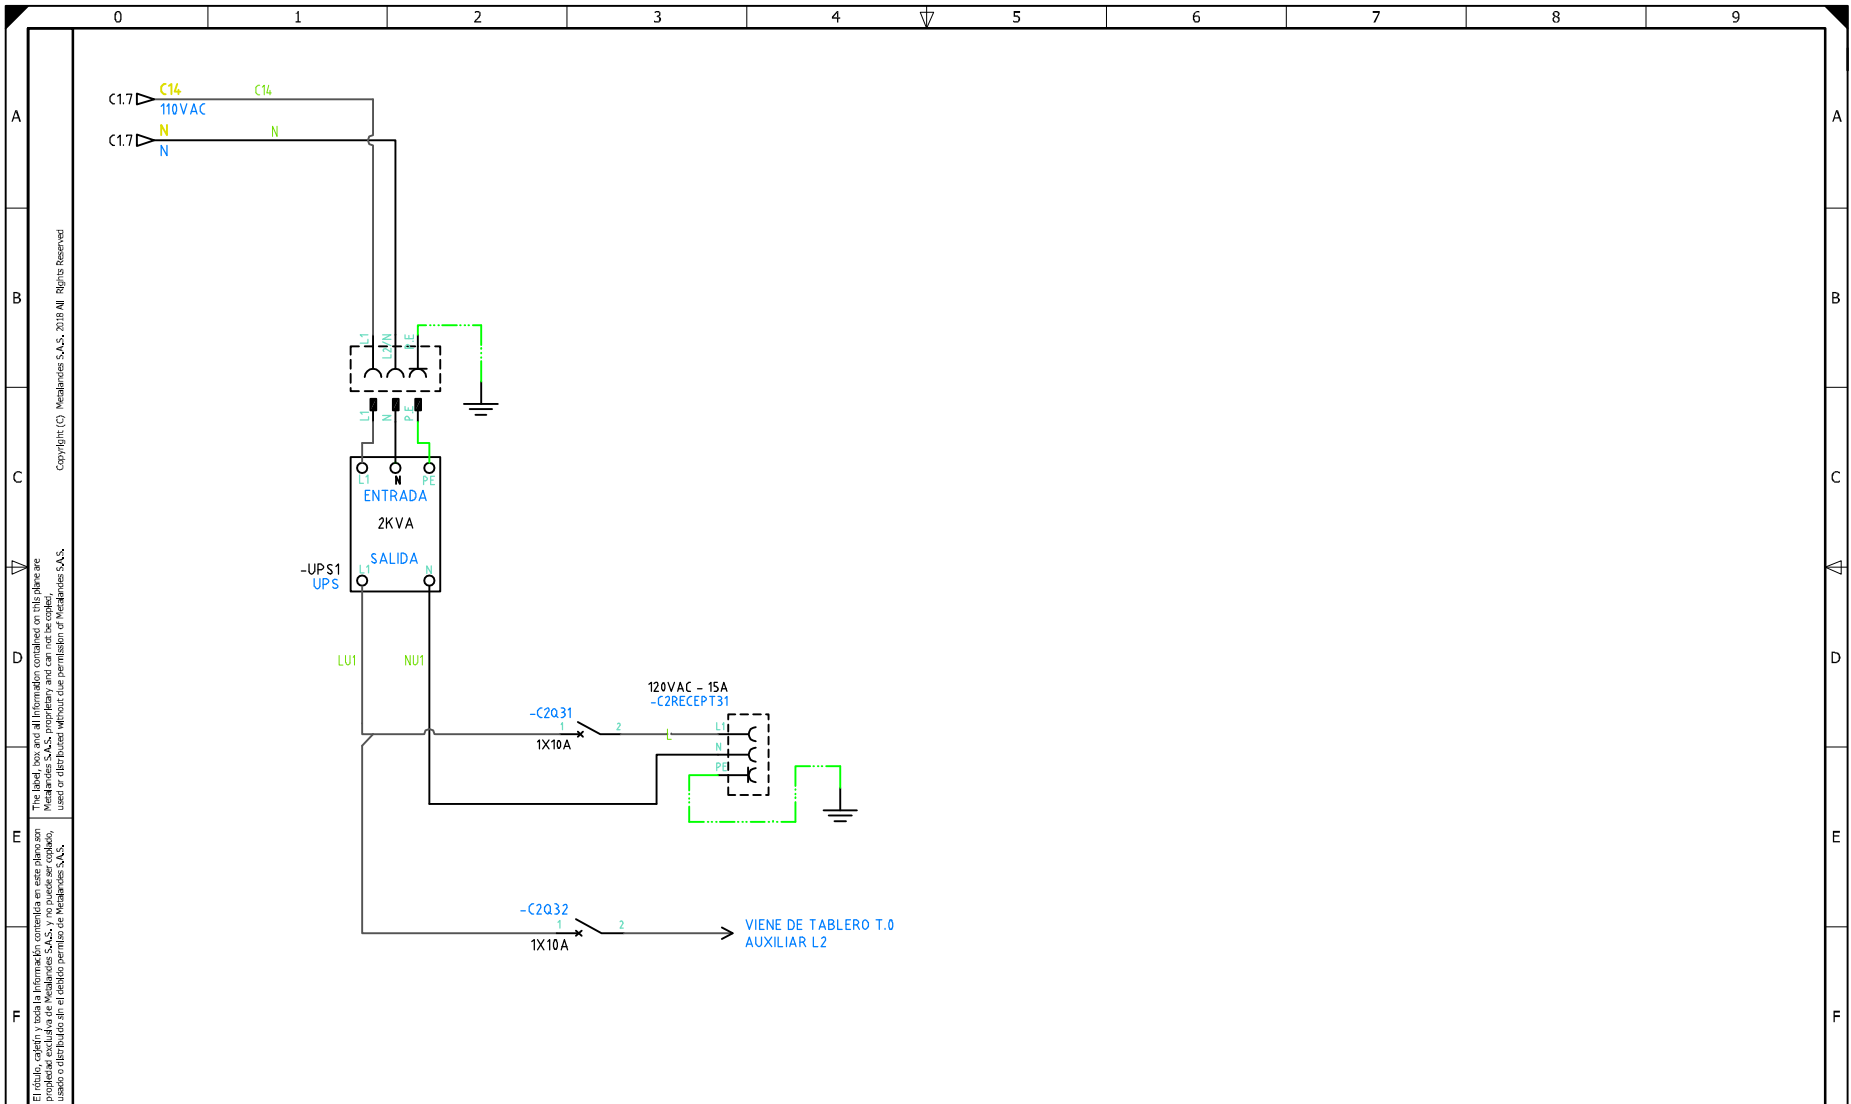 0 1 2 3 4 5 6 7 8 9
A A
B B
C C
D D
E E
F F
C1.7
C14
110VAC
C14
C1.7
N
N
N
L1
L2/N
P.E
L1
N
P.E
L1
N
PE
ENTRADA
2KVA
SALIDA
L1
N
-UPS1
UPS
LU1
NU1
-C2Q31
1 2
1X10A
L
120VAC - 15A
-C2RECEPT31
L1
N
PE
-C2Q32
1 2
1X10A
VIENE DE TABLERO T.0
AUXILIAR L2
Copyright (C) Metalandes S.A.S. 2018 All Rights Reserved
The label, box and all information contained on this plane are
Metalandes S.A.S. proprietary and can not be copied,
used or distributed without due permission of Metalandes S.A.S.
El rótulo, cajetín y toda la información contenida en este plano son
propiedad exclusiva de Metalandes S.A.S. y no puede ser copiado,
usado o distribuido sin el debido permiso de Metalandes S.A.S.